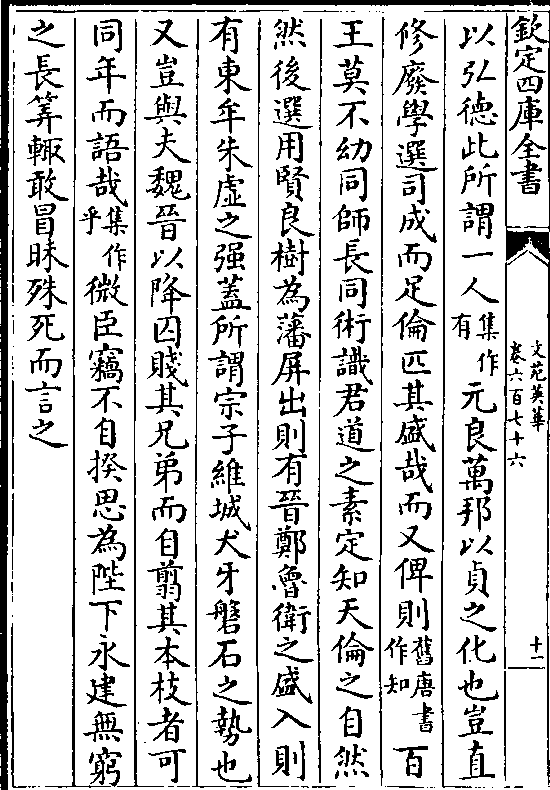 欽定四庫全書
文苑英華
卷六百七十六
十一
以弘德此所謂一人集作有元良萬邦以貞之化也豈直
修廢學選司成而足倫匹其盛哉而又俾則舊唐書作知百
王莫不幼同師長同術識君道之素定知天倫之自然
然後選用賢良樹為藩屏出則有晉鄭魯衛之盛入則
有東牟朱虛之强蓋所謂宗子維城犬牙磐石之勢也
又豈與夫魏晉以降囚賤其兄弟而自翦其本枝者可
同年而語哉集作乎微臣竊不自揆思為陛下永建無窮
之長筭輙敢冒昧殊死而言之